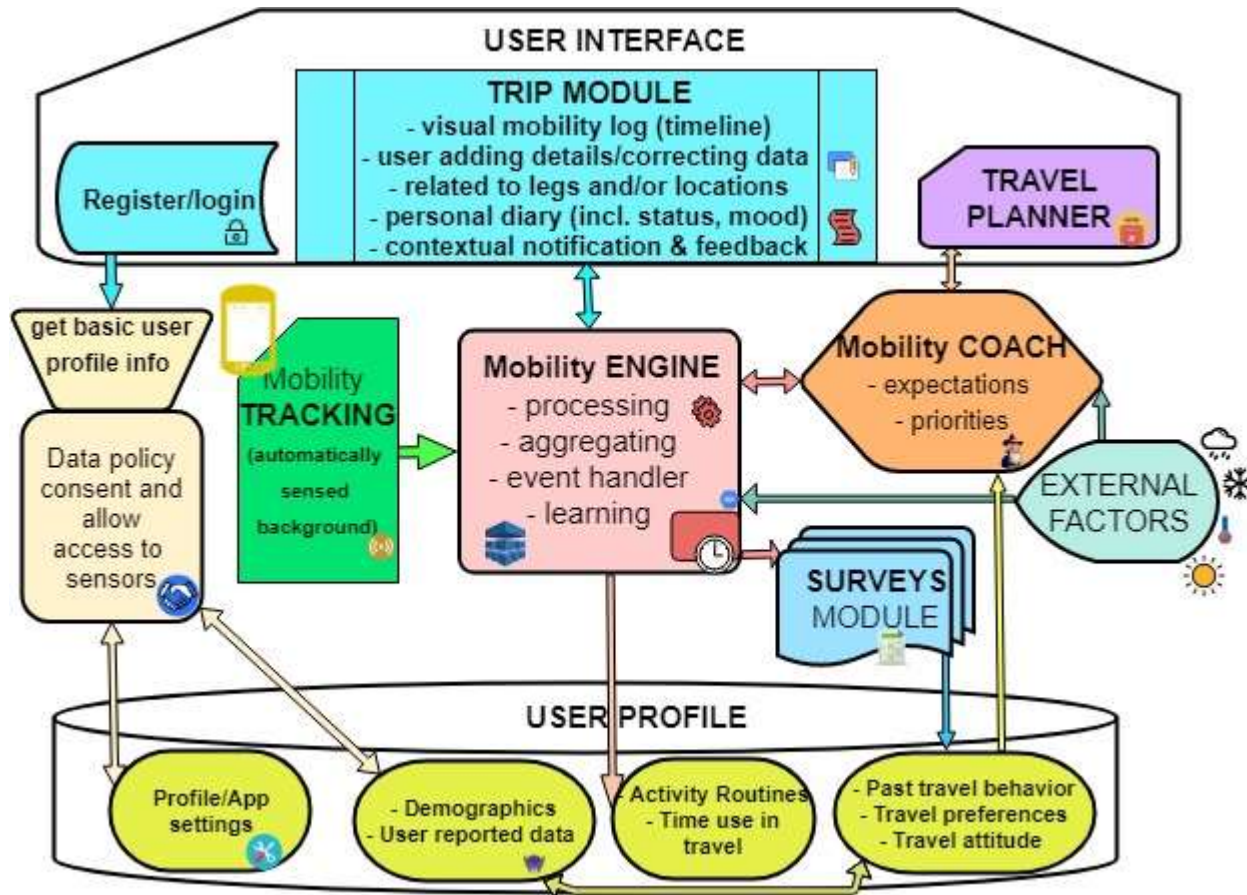 USER INTERFACE
TRIP MODULE
- visual mobility log (timeline)
- user adding details/correcting data
- related to legs and/or locations
- personal diary (incl. status, mood)
- contextual notification & feedback
Register/login
TRAVEL
PLANNER
get basic user
profile info
Mobility
TRACKING
(automatically
sensed
background)
Mobility ENGINE
- processing
- aggregating
- event handler
- learning
Mobility COACH
- expectations
- priorities
Data policy
consent and
allow
access to
sensors
EXTERNAL
FACTORS
SURVEYS
MODULE
USER PROFILE
Profile/App
settings
- Demographics
- User reported data
- Activity Routines
- Time use in
travel
- Past travel behavior
- Travel preferences
- Travel attitude